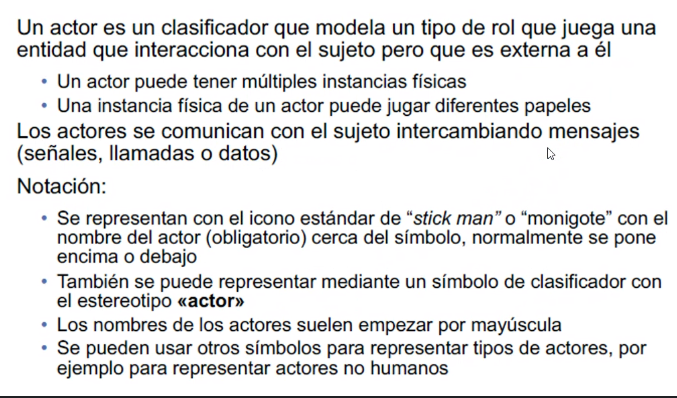 Un actor es un clasificador que modela un tipo de rol que juega una
entidad que interacciona con el sujeto pero que es externa a él
• Un actor puede tener múltiples instancias físicas
• Una instancia física de un actor puede jugar diferentes papeles
Los actores se comunican con el sujeto intercambiando mensajes
(señales, llamadas o datos)
Notación:
• Se representan con el icono estándar de “stick man” o “monigote” con el
nombre del actor (obligatorio) cerca del símbolo, normalmente se pone
encima o debajo
• También se puede representar mediante un símbolo de clasificador con
el estereotipo «actor»
• Los nombres de los actores suelen empezar por mayúscula
• Se pueden usar otros símbolos para representar tipos de actores, por
ejemplo para representar actores no humanos